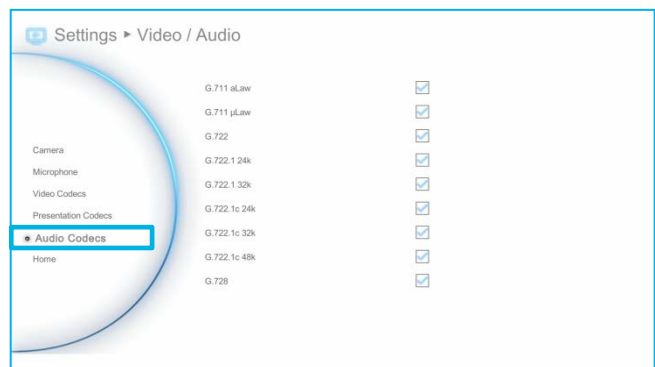 Settings ▸ Video / Audio
G.711 aLaw
G.711 µLaw
G.722
G.722.1 24k
G.722.1 32k
G.722.1c 24k
G.722.1c 32k
G.722.1c 48k
G.728
Camera
Microphone
Video Codecs
Presentation Codecs
Audio Codecs
Home